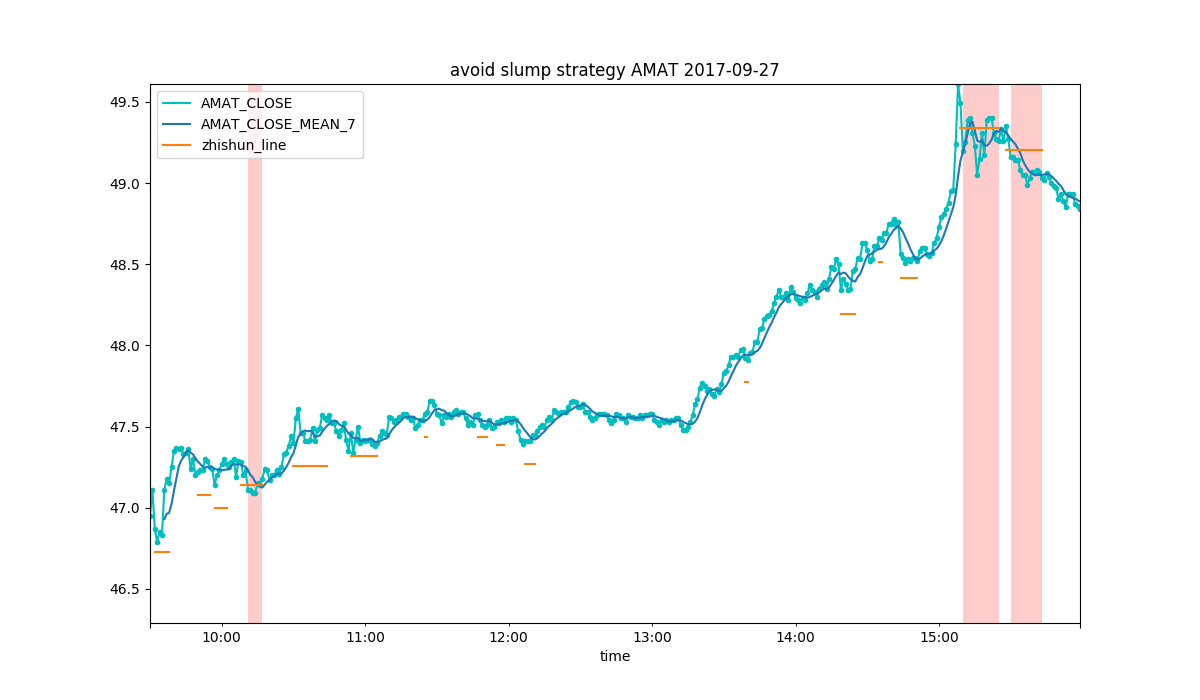 avoid slump strategy AMAT 2017-09-27
AMAT_CLOSE
AMAT_CLOSE_MEAN_7
zhishun_line
49.5
49.0
48.5
48.0
47.5
47.0
46.5
10:00 11:00 12:00 13:00 14:00 15:00
time